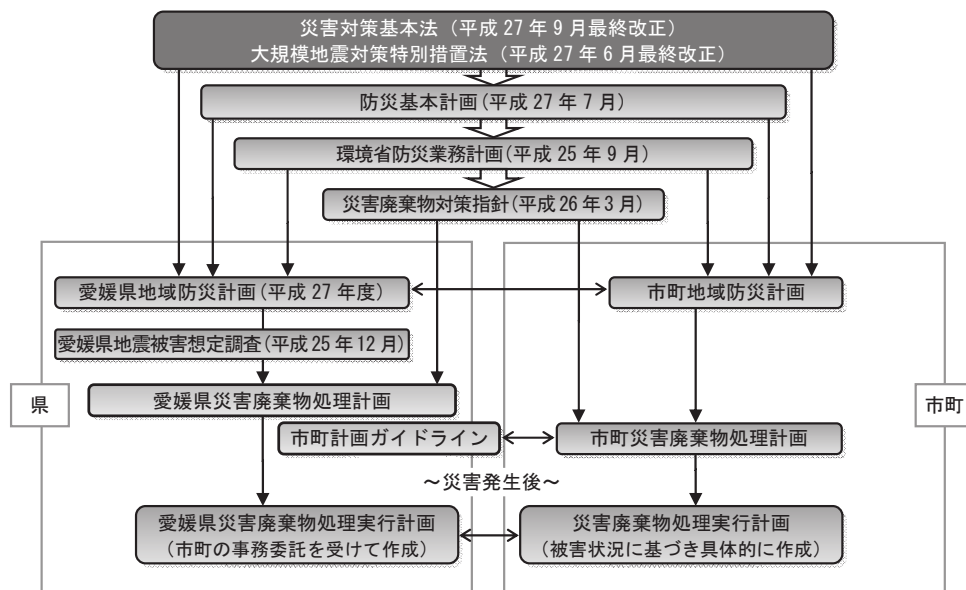 災害対策基本法（平成27年9月最終改正）
大規模地震対策特別措置法（平成27年6月最終改正）
防災基本計画(平成27年7月)
環境省防災業務計画(平成25年9月)
災害廃棄物対策指針(平成26年3月)
愛媛県地域防災計画(平成27年度)
市町地域防災計画
愛媛県地震被害想定調査(平成25年12月)
県
愛媛県災害廃棄物処理計画
市町
市町計画ガイドライン
市町災害廃棄物処理計画
～災害発生後～
愛媛県災害廃棄物処理実行計画
（市町の事務委託を受けて作成）
災害廃棄物処理実行計画
（被害状況に基づき具体的に作成）